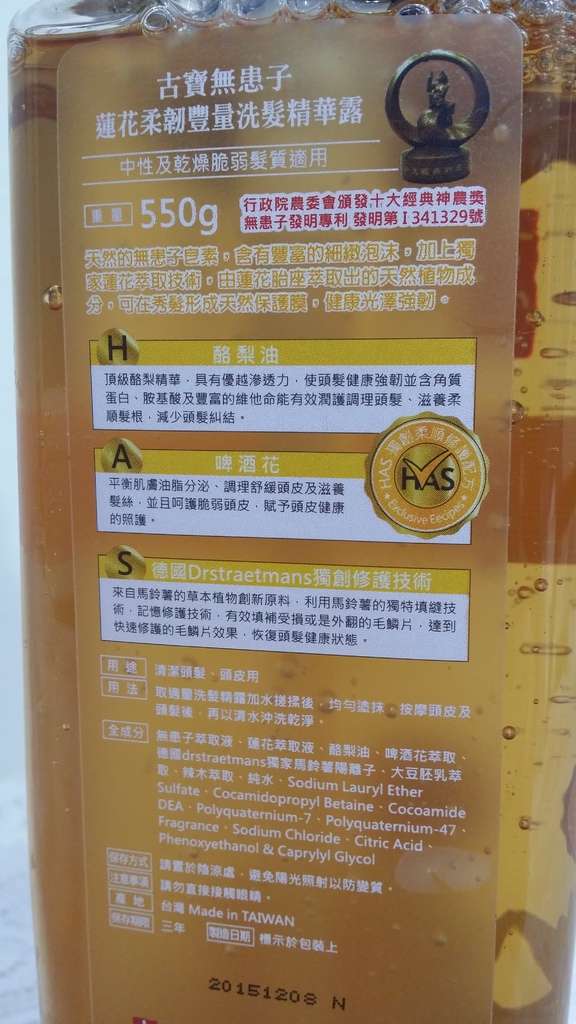 古寶無患子
蓮花柔韌豐量洗髮精華露
中性及乾燥脆弱髮質適用
重量 550g
行政院農委會頒發十大經典神農獎
無患子發明專利 發明第I341329號
天然的無患子皂素，含有豐富的細緻泡沫，加上獨
家蓮花萃取技術，由蓮花胎座萃取出的天然植物成
分，可在秀髮形成天然保護膜，健康光澤強韌。
H 酪梨油
頂級酪梨精華，具有優越滲透力，使頭髮健康強韌並含角質
蛋白、胺基酸及豐富的維他命能有效潤護調理頭髮、滋養柔
順髮根，減少頭髮糾結。
A 啤酒花
平衡肌膚油脂分泌、調理舒緩頭皮及滋養
髮絲，並且呵護脆弱頭皮，賦予頭皮健康
的照護。
HAS 獨創柔順修護配方
HAS
Exclusive Eecipes
S 德國Drstraetmans獨創修護技術
來自馬鈴薯的草本植物創新原料，利用馬鈴薯的獨特填縫技
術，記憶修護技術，有效填補受損或是外翻的毛鱗片，達到
快速修護的毛鱗片效果，恢復頭髮健康狀態。
用途 清潔頭髮、頭皮用
用法 取適量洗髮精露加水搓揉後，均勻塗抹，按摩頭皮及
頭髮後，再以清水沖洗乾淨。
全成分 無患子萃取液、蓮花萃取液、酪梨油、啤酒花萃取、
德國drstraetmans獨家馬鈴薯陽離子、大豆胚乳萃
取、辣木萃取、純水、Sodium Lauryl Ether
Sulfate、Cocamidopropyl Betaine、Cocoamide
DEA、Polyquaternium-7、Polyquaternium-47、
Fragrance、Sodium Chloride、Citric Acid、
Phenoxyethanol & Caprylyl Glycol
保存方式 請置於陰涼處，避免陽光照射以防變質。
注意事項 請勿直接接觸眼睛。
產地 台灣 Made in TAIWAN
保存期限 三年 製造日期 標示於包裝上
20151208 N